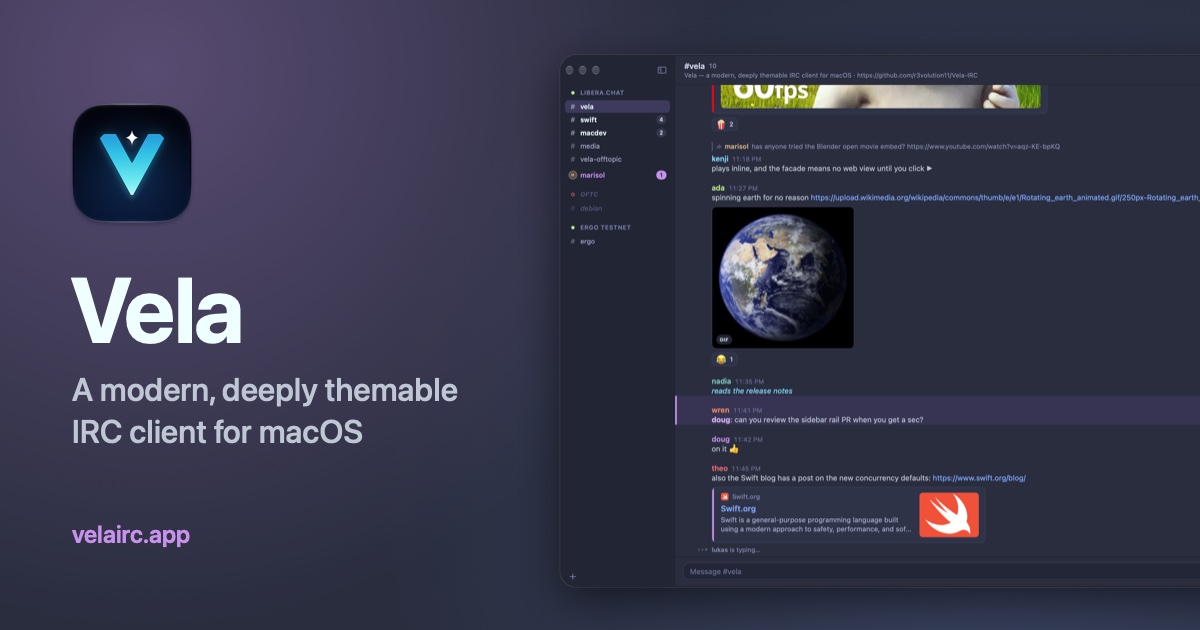 Vela
A modern, deeply themable
IRC client for macOS
velairc.app
LIBERA.CHAT
# vela
# swift 4
# macdev 2
# media
# vela-offtopic
marisol 1
OFTC
# debian
ERGO TESTNET
# ergo
+
#vela 10
Vela — a modern, deeply themable IRC client for macOS · https://github.com/r3volution11/Vela-IRC
60fps
🍿 2
marisol has anyone tried the Blender open movie embed? https://www.youtube.com/watch?v=aqz-KE-bpKQ
kenji 11:18 PM
plays inline, and the facade means no web view until you click ▶
ada 11:27 PM
spinning earth for no reason https://upload.wikimedia.org/wikipedia/commons/thumb/e/e1/Rotating_earth_animated.gif/250px-Rotating_earth_
GIF
😂 1
nadia 11:35 PM
reads the release notes
wren 11:41 PM
doug: can you review the sidebar rail PR when you get a sec?
doug 11:42 PM
on it 👍
theo 11:45 PM
also the Swift blog has a post on the new concurrency defaults: https://www.swift.org/blog/
Swift.org
Swift.org
Swift is a general-purpose programming language built
using a modern approach to safety, performance, and sof...
lukas is typing...
Message #vela